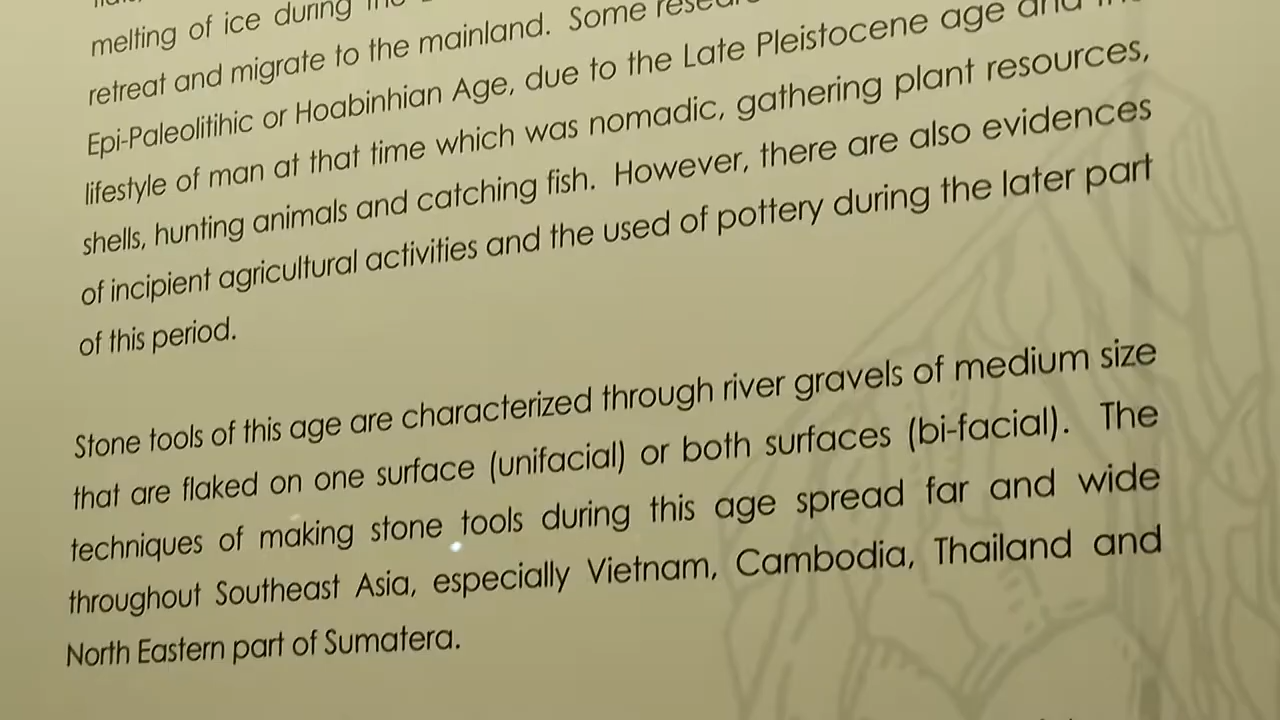 melting of ice during
retreat and migrate to the mainland. Some
Epi-Paleolitihic or Hoabinhian Age, due to the Late Pleistocene age and
lifestyle of man at that time which was nomadic, gathering plant resources,
shells, hunting animals and catching fish. However, there are also evidences
of incipient agricultural activities and the used of pottery during the later part
of this period.
Stone tools of this age are characterized through river gravels of medium size
that are flaked on one surface (unifacial) or both surfaces (bi-facial). The
techniques of making stone tools during this age spread far and wide
throughout Southeast Asia, especially Vietnam, Cambodia, Thailand and
North Eastern part of Sumatera.